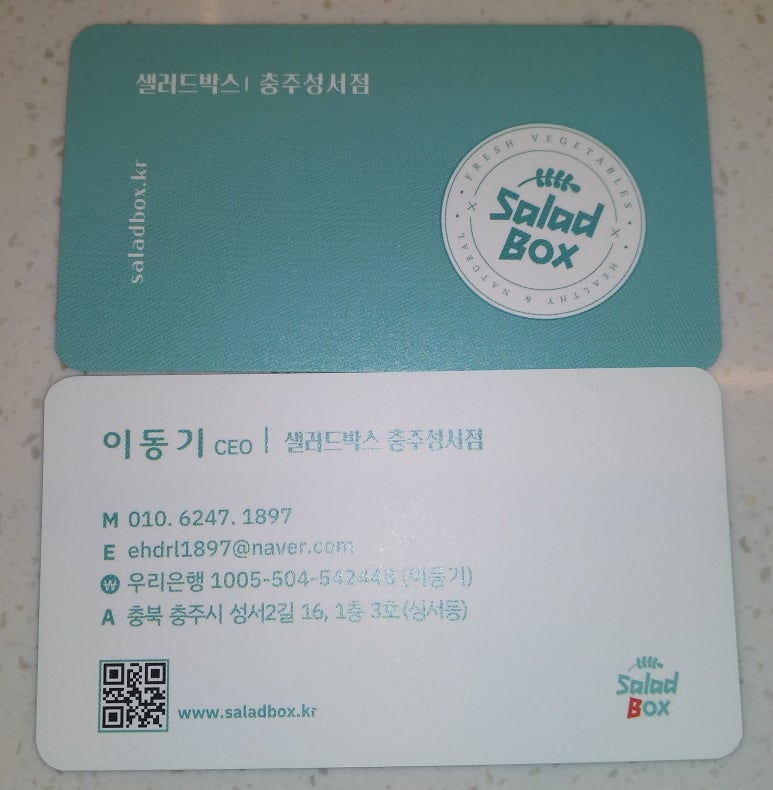 샐러드박스| 충주성서점
saladbox.kr
FRESH VEGETABLES
Salad
Box
HEALTHY & NATURAL
이동기 CEO | 샐러드박스 충주성서점
M 010. 6247. 1897
E ehdrl1897@naver.com
₩ 우리은행 1005-504-542448 (이동기)
A 충북 충주시 성서2길 16, 1층 3호(성서동)
www.saladbox.kr
Salad
Box